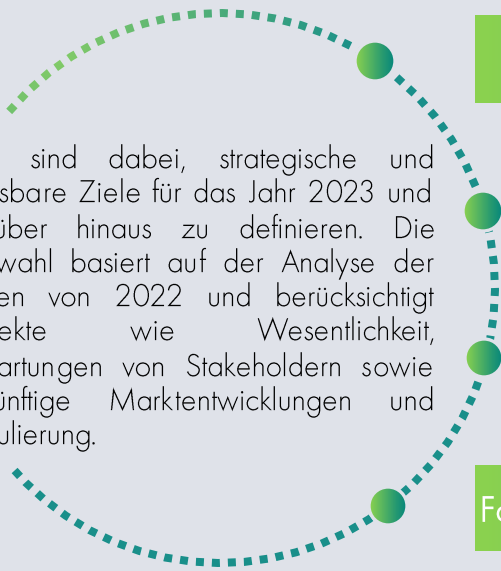 sind dabei, strategische und
sbare Ziele für das Jahr 2023 und
über hinaus zu definieren. Die
wahl basiert auf der Analyse der
en von 2022 und berücksichtigt
ekte wie Wesentlichkeit,
artungen von Stakeholdern sowie
ünftige Marktentwicklungen und
ulierung.